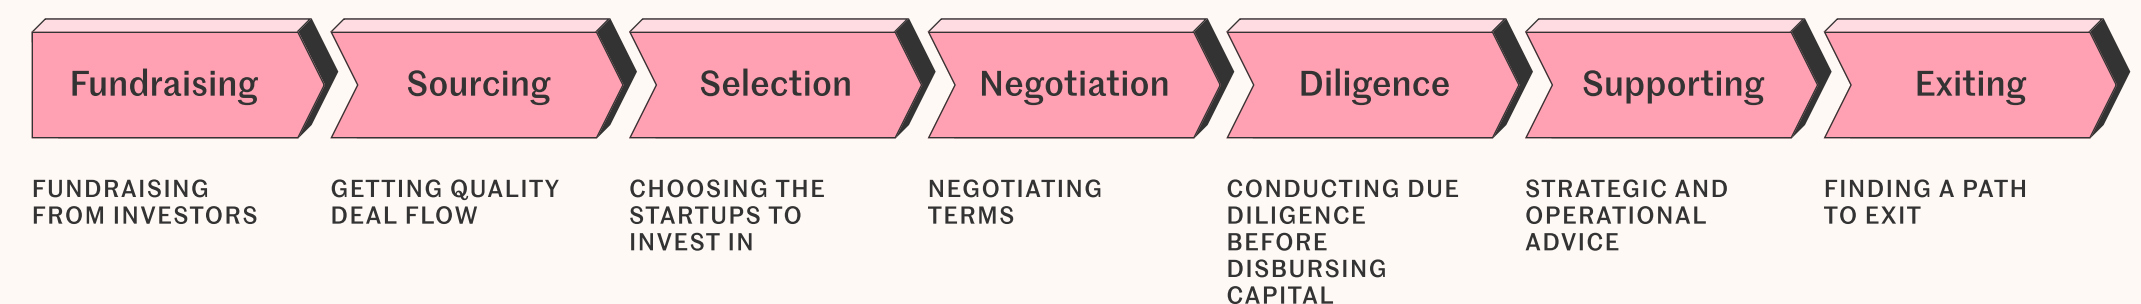 Fundraising
Sourcing
Selection
Negotiation
Diligence
Supporting
Exiting
FUNDRAISING
FROM INVESTORS
GETTING QUALITY
DEAL FLOW
CHOOSING THE
STARTUPS TO
INVEST IN
NEGOTIATING
TERMS
CONDUCTING DUE
DILIGENCE
BEFORE
DISBURSING
CAPITAL
STRATEGIC AND
OPERATIONAL
ADVICE
FINDING A PATH
TO EXIT